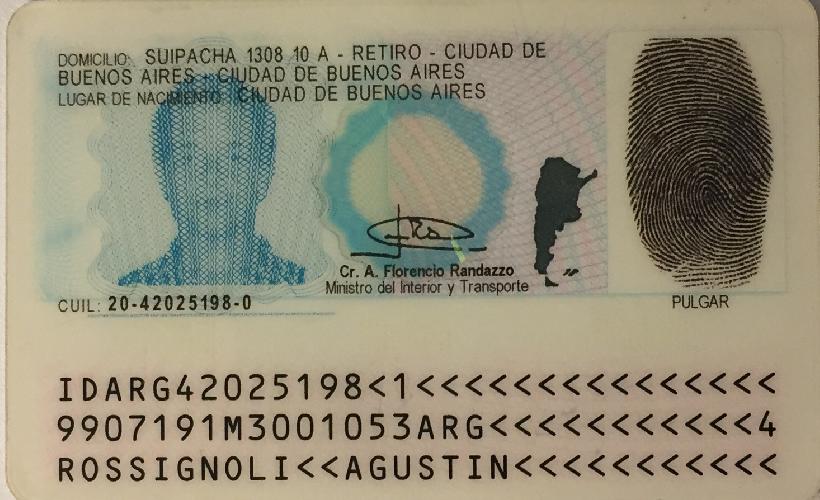 DOMICILIO: SUIPACHA 1308 10 A - RETIRO - CIUDAD DE
BUENOS AIRES - CIUDAD DE BUENOS AIRES
LUGAR DE NACIMIENTO: CIUDAD DE BUENOS AIRES
Cr. A. Florencio Randazzo
Ministro del Interior y Transporte
CUIL: 20-42025198-0
PULGAR
IDARG42025198<1<<<<<<<<<<<<<<<
9907191M3001053ARG<<<<<<<<<<<4
ROSSIGNOLI<<AGUSTIN<<<<<<<<<<<